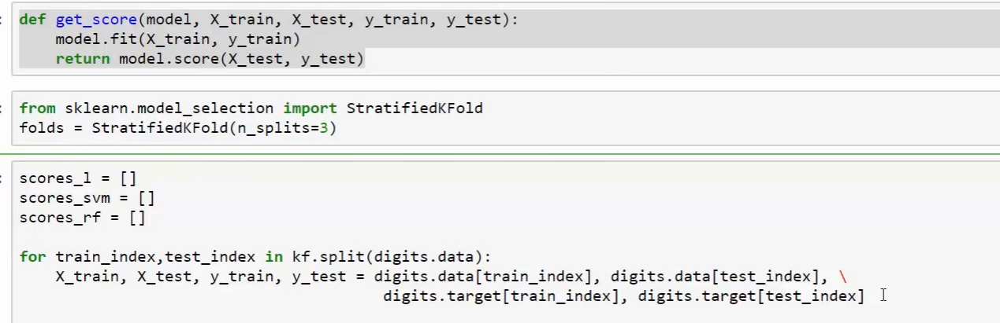 def get_score(model, X_train, X_test, y_train, y_test):
    model.fit(X_train, y_train)
    return model.score(X_test, y_test)
from sklearn.model_selection import StratifiedKFold
folds = StratifiedKFold(n_splits=3)
scores_l = []
scores_svm = []
scores_rf = []
for train_index,test_index in kf.split(digits.data):
    X_train, X_test, y_train, y_test = digits.data[train_index], digits.data[test_index], \
                                        digits.target[train_index], digits.target[test_index]